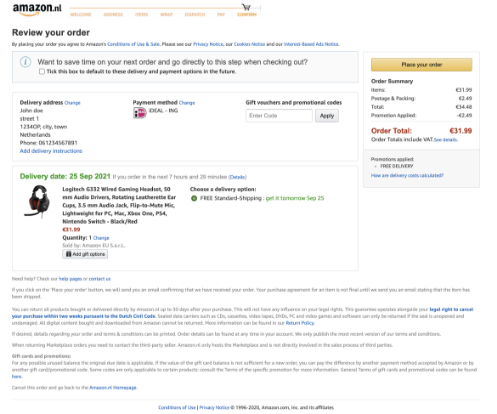 amazon.nl
WELCOME ADDRESS ITEMS WRAP DISPATCH PAY CONFIRM
Review your order
By placing your order you agree to Amazon's Conditions of Use & Sale. Please see our Privacy Notice, our Cookies Notice and our Interest-Based Ads Notice.
Want to save time on your next order and go directly to this step when checking out?
Tick this box to default to these delivery and payment options in the future.
Place your order
Order Summary
Items: €31.99
Postage & Packing: €2.49
Total: €34.48
Promotion Applied: -€2.49
Order Total: €31.99
Order Totals include VAT. See details.
Promotions applied:
FREE DELIVERY
How are delivery costs calculated?
Delivery address Change
John doe
street 1
1234OP, city, town
Netherlands
Phone: 061234567891
Add delivery instructions
Payment method Change
iDEAL - ING
Gift vouchers and promotional codes
Enter Code Apply
Delivery date: 25 Sep 2021 If you order in the next 7 hours and 29 minutes (Details)
Logitech G332 Wired Gaming Headset, 50
mm Audio Drivers, Rotating Leatherette Ear
Cups, 3.5 mm Audio Jack, Flip-to-Mute Mic,
Lightweight for PC, Mac, Xbox One, PS4,
Nintendo Switch - Black/Red
€31.99
Quantity: 1 Change
Sold by: Amazon EU S.a.r.L.
Add gift options
Choose a delivery option:
FREE Standard-Shipping : get it tomorrow Sep 25
Need help? Check our help pages or contact us
If you click on the 'Place your order' button, we will send you an email confirming that we have received your order. Your purchase agreement for an item is not final until we send you an email stating that the item has
been shipped.
You can return all products bought or delivered directly by Amazon.nl up to 30 days after your purchase. This will not have any influence on your legal rights. This guarantee operates alongside your legal right to cancel
your purchase within two weeks pursuant to the Dutch Civil Code. Sealed data carriers such as CDs, cassettes, video tapes, DVDs, PC and video games and software can only be returned if the seal is unopened and
undamaged. All digital content bought and downloaded from Amazon cannot be returned. More information can be found in our Return Policy.
If desired, details regarding your order and terms & conditions can be printed. Order details can be found at any time in your account. We only publish the most recent version of our terms and conditions.
When returning Marketplace orders you need to contact the third-party seller. Amazon.nl only hosts the Marketplace and is not directly involved in the sales process of third parties.
Gift cards and promotions:
For any possible unused balance the original due date is applicable. If the value of the gift card balance is not sufficient for a new order, you can pay the difference by another payment method accepted by Amazon or by
another gift card/promotional code. Some codes are only applicable to certain products: consult the Terms of the specific promotion for more information. General Terms of Gift cards and promotional codes can be found
here.
Cancel this order and go back to the Amazon.nl Homepage.
Conditions of Use | Privacy Notice © 1996-2020, Amazon.com, Inc. and its affiliates